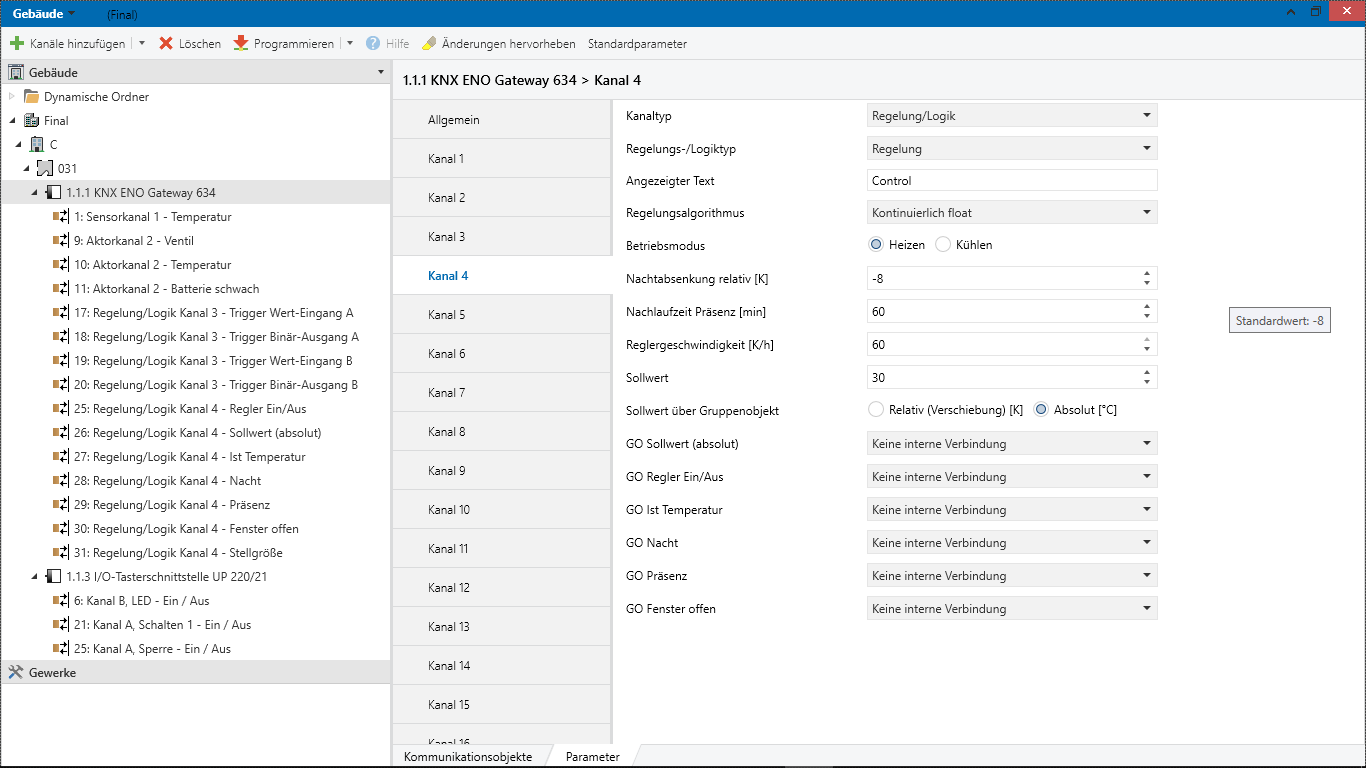 Gebäude
(Final)
Kanäle hinzufügen
Löschen
Programmieren
Hilfe
Änderungen hervorheben
Standardparameter
Gebäude
Dynamische Ordner
Final
C
031
1.1.1 KNX ENO Gateway 634
1: Sensorkanal 1 - Temperatur
9: Aktorkanal 2 - Ventil
10: Aktorkanal 2 - Temperatur
11: Aktorkanal 2 - Batterie schwach
17: Regelung/Logik Kanal 3 - Trigger Wert-Eingang A
18: Regelung/Logik Kanal 3 - Trigger Binär-Ausgang A
19: Regelung/Logik Kanal 3 - Trigger Wert-Eingang B
20: Regelung/Logik Kanal 3 - Trigger Binär-Ausgang B
25: Regelung/Logik Kanal 4 - Regler Ein/Aus
26: Regelung/Logik Kanal 4 - Sollwert (absolut)
27: Regelung/Logik Kanal 4 - Ist Temperatur
28: Regelung/Logik Kanal 4 - Nacht
29: Regelung/Logik Kanal 4 - Präsenz
30: Regelung/Logik Kanal 4 - Fenster offen
31: Regelung/Logik Kanal 4 - Stellgröße
1.1.3 I/O-Tasterschnittstelle UP 220/21
6: Kanal B, LED - Ein / Aus
21: Kanal A, Schalten 1 - Ein / Aus
25: Kanal A, Sperre - Ein / Aus
Gewerke
1.1.1 KNX ENO Gateway 634 > Kanal 4
Allgemein
Kanal 1
Kanal 2
Kanal 3
Kanal 4
Kanal 5
Kanal 6
Kanal 7
Kanal 8
Kanal 9
Kanal 10
Kanal 11
Kanal 12
Kanal 13
Kanal 14
Kanal 15
Kanal 16
Kanaltyp Regelung/Logik
Regelungs-/Logiktyp Regelung
Angezeigter Text Control
Regelungsalgorithmus Kontinuierlich float
Betriebsmodus Heizen Kühlen
Nachtabsenkung relativ [K] -8
Nachlaufzeit Präsenz [min] 60
Standardwert: -8
Reglergeschwindigkeit [K/h] 60
Sollwert 30
Sollwert über Gruppenobjekt Relativ (Verschiebung) [K] Absolut [°C]
GO Sollwert (absolut) Keine interne Verbindung
GO Regler Ein/Aus Keine interne Verbindung
GO Ist Temperatur Keine interne Verbindung
GO Nacht Keine interne Verbindung
GO Präsenz Keine interne Verbindung
GO Fenster offen Keine interne Verbindung
Kommunikationsobjekte
Parameter